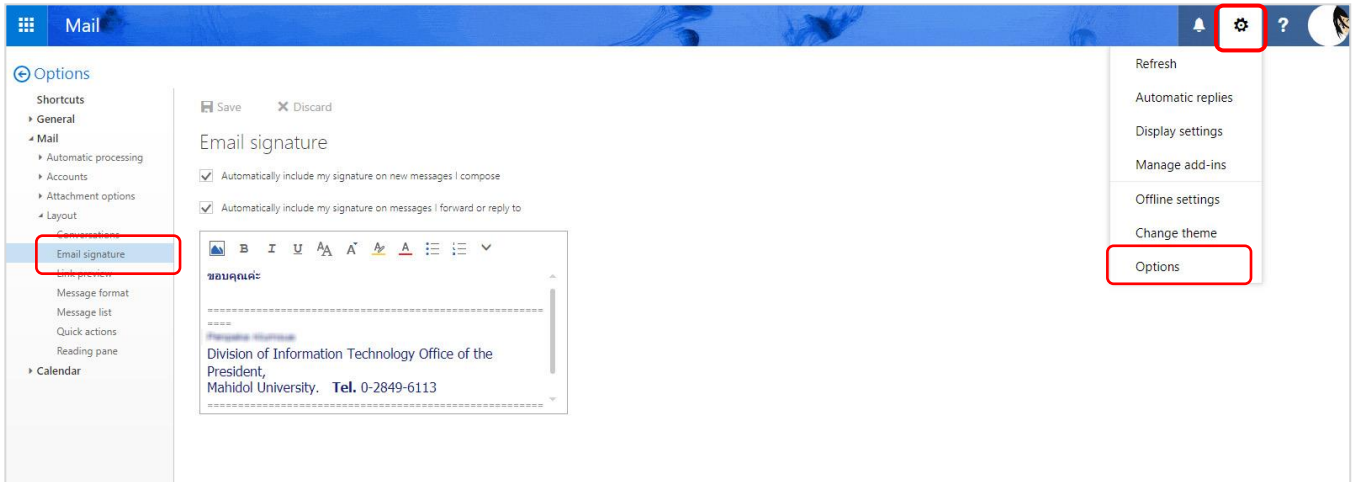 Mail
?
Options
Shortcuts
General
Mail
Automatic processing
Accounts
Attachment options
Layout
Conversations
Email signature
Link preview
Message format
Message list
Quick actions
Reading pane
Calendar
Save Discard
Email signature
Automatically include my signature on new messages I compose
Automatically include my signature on messages I forward or reply to
B I U AA A A
ขอบคุณค่ะ
=======================================================
====
Division of Information Technology Office of the
President,
Mahidol University. Tel. 0-2849-6113
=======================================================
Refresh
Automatic replies
Display settings
Manage add-ins
Offline settings
Change theme
Options